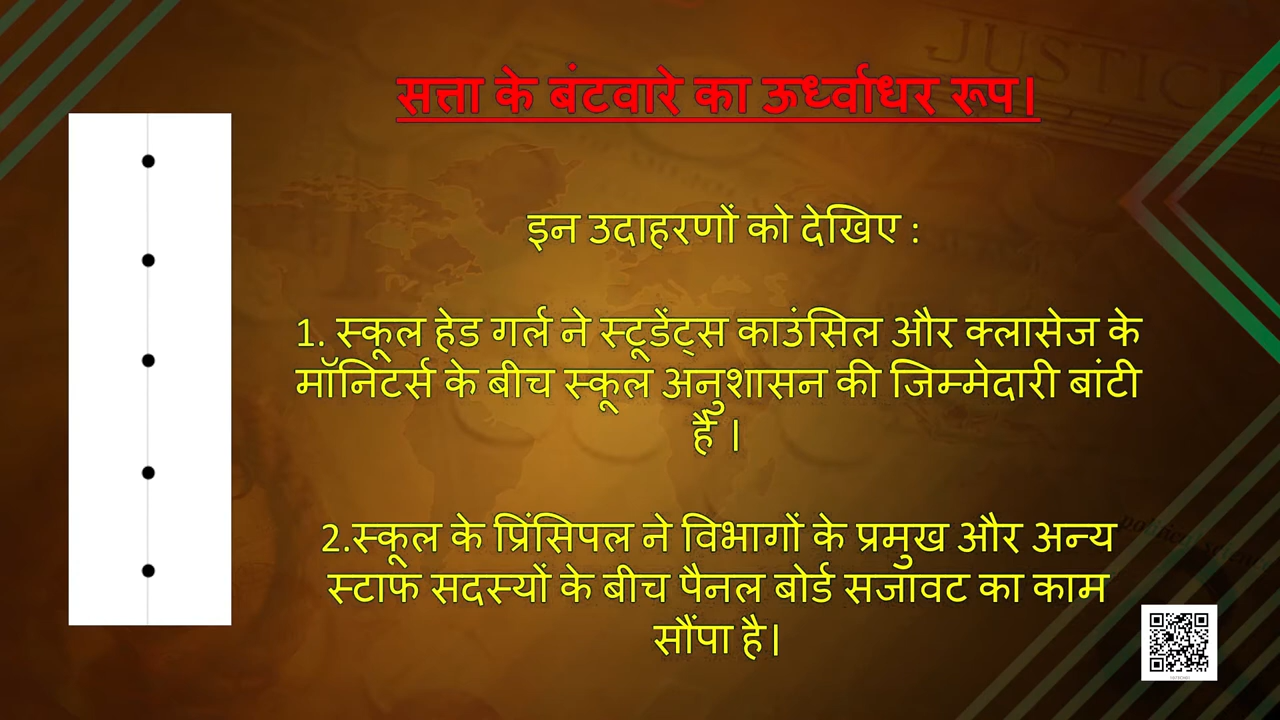 JUSTICE
सत्ता के बंटवारे का ऊर्ध्वाधर रूप।
इन उदाहरणों को देखिए :
1. स्कूल हेड गर्ल ने स्टूडेंट्स काउंसिल और क्लासेज के
मॉनिटर्स के बीच स्कूल अनुशासन की जिम्मेदारी बांटी
है ।
2.स्कूल के प्रिंसिपल ने विभागों के प्रमुख और अन्य
स्टाफ सदस्यों के बीच पैनल बोर्ड सजावट का काम
सौंपा है।